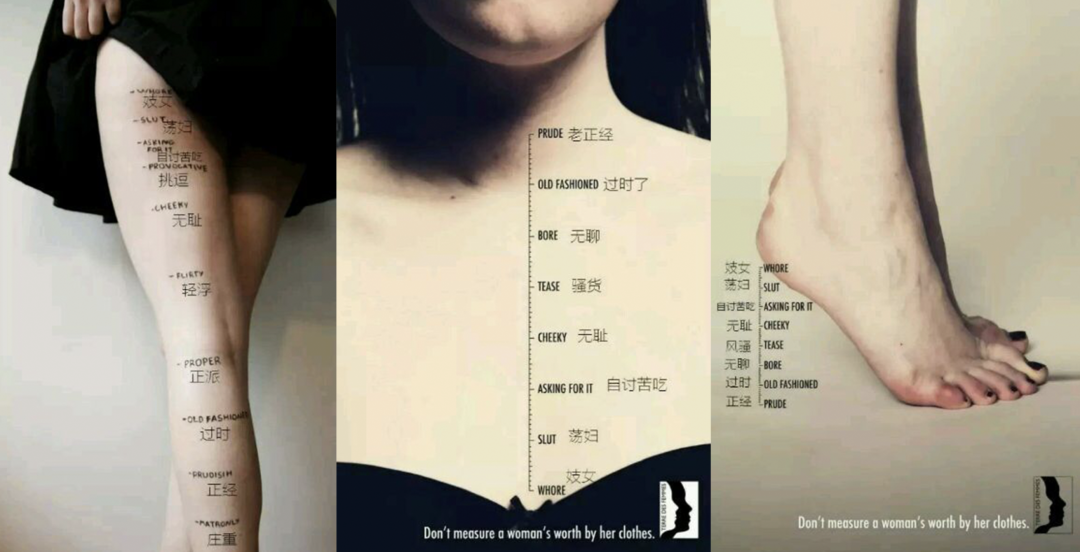 -WHORE
妓女
-SLUT
荡妇
-ASKING
FOR IT
自讨苦吃
-PROVOCATIVE
挑逗
-CHEEKY
无耻
-FLIRTY
轻浮
-PROPER
正派
-OLD FASHIONED
过时
-PRUDISH
正经
-MATRONLY
庄重
PRUDE 老正经
OLD FASHIONED 过时了
BORE 无聊
TEASE 骚货
CHEEKY 无耻
ASKING FOR IT 自讨苦吃
SLUT 荡妇
WHORE 妓女
Don't measure a woman's worth by her clothes.
妓女 WHORE
荡妇 SLUT
自讨苦吃 ASKING FOR IT
无耻 CHEEKY
风骚 TEASE
无聊 BORE
过时 OLD FASHIONED
正经 PRUDE
Don't measure a woman's worth by her clothes.